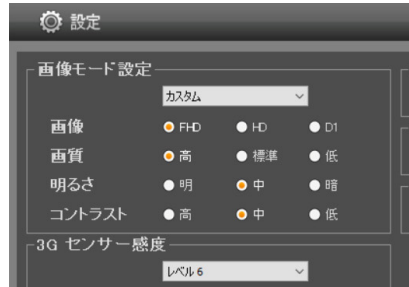 設定
画像モード設定
カスタム
画像 FHD HD D1
画質 高 標準 低
明るさ 明 中 暗
コントラスト 高 中 低
3G センサー感度
レベル 6